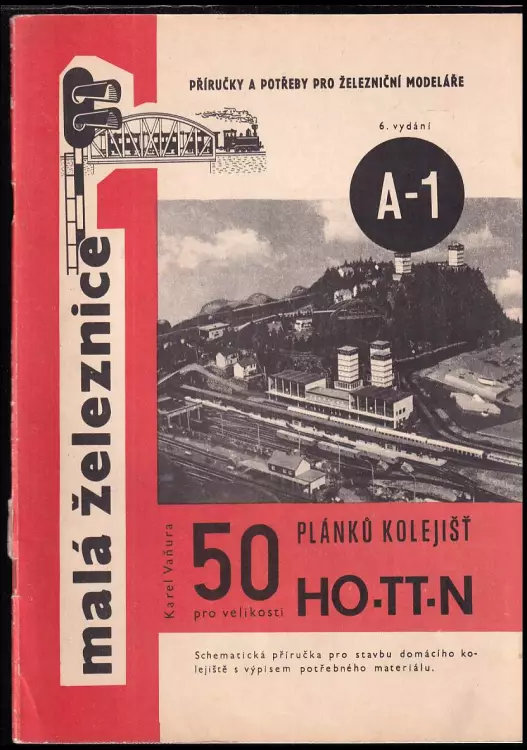 PŘÍRUČKY A POTŘEBY PRO ŽELEZNIČNÍ MODELÁŘE
6. vydání
A-1
malá železnice
1
Karel Vaňura
50 PLÁNKŮ KOLEJIŠŤ
pro velikosti HO·TT·N
Schematická příručka pro stavbu domácího ko-
lejiště s výpisem potřebného materiálu.